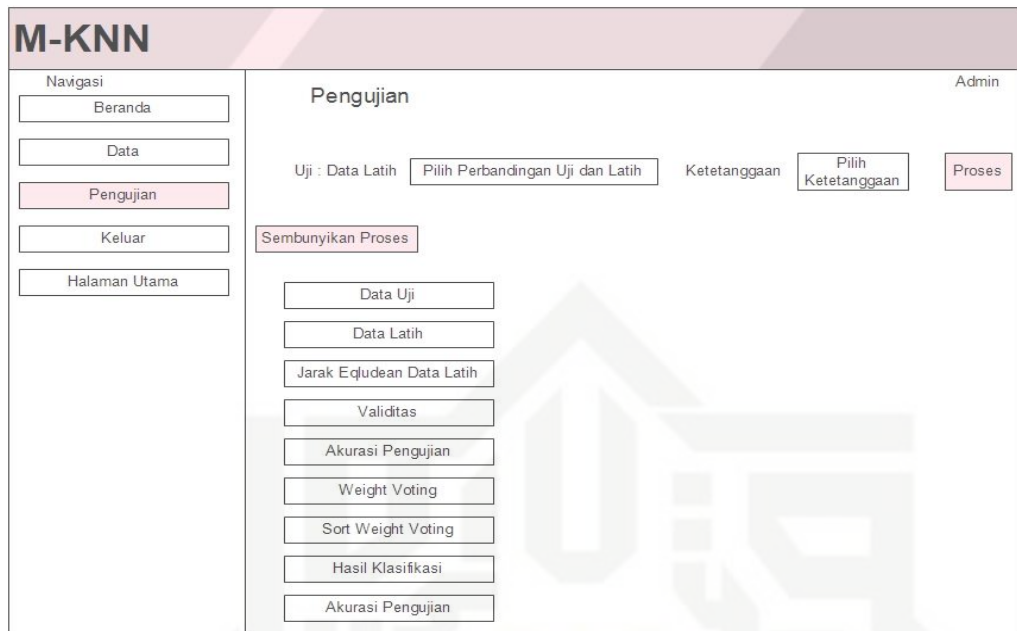 M-KNN
Navigasi
Beranda
Data
Pengujian
Keluar
Halaman Utama
Admin
Pengujian
Uji : Data Latih
Pilih Perbandingan Uji dan Latih
Ketetanggaan
Pilih
Ketetanggaan
Proses
Sembunyikan Proses
Data Uji
Data Latih
Jarak Eqludean Data Latih
Validitas
Akurasi Pengujian
Weight Voting
Sort Weight Voting
Hasil Klasifikasi
Akurasi Pengujian